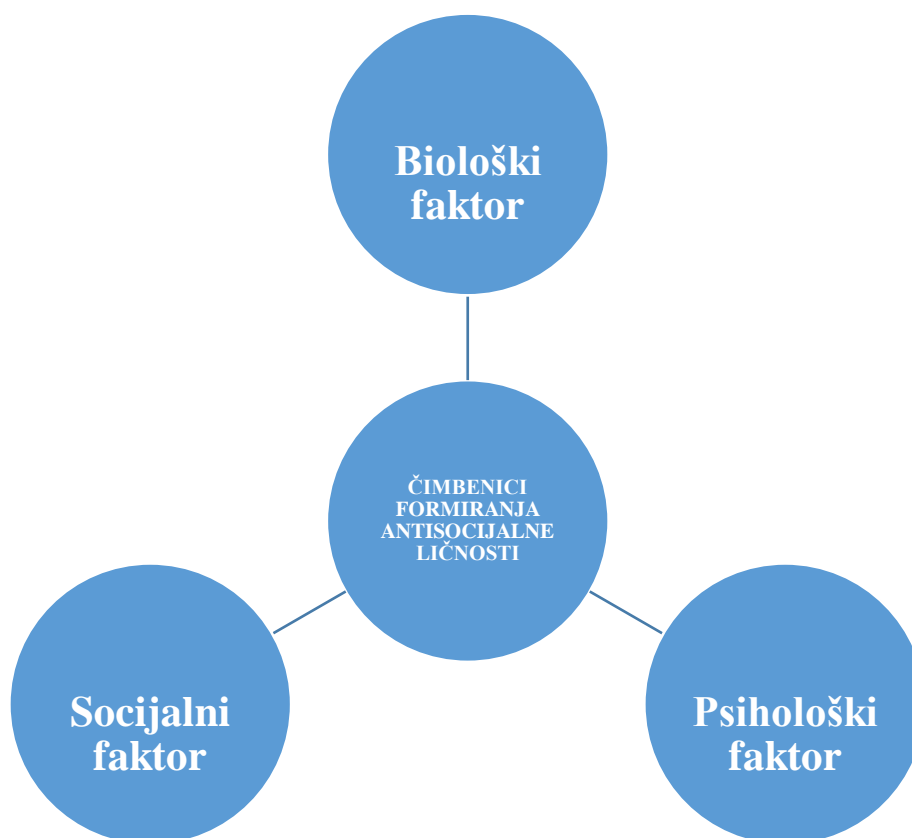 Biološki
faktor
ČIMBENICI
FORMIRANJA
ANTISOCIJALNE
LIČNOSTI
Socijalni
faktor
Psihološki
faktor